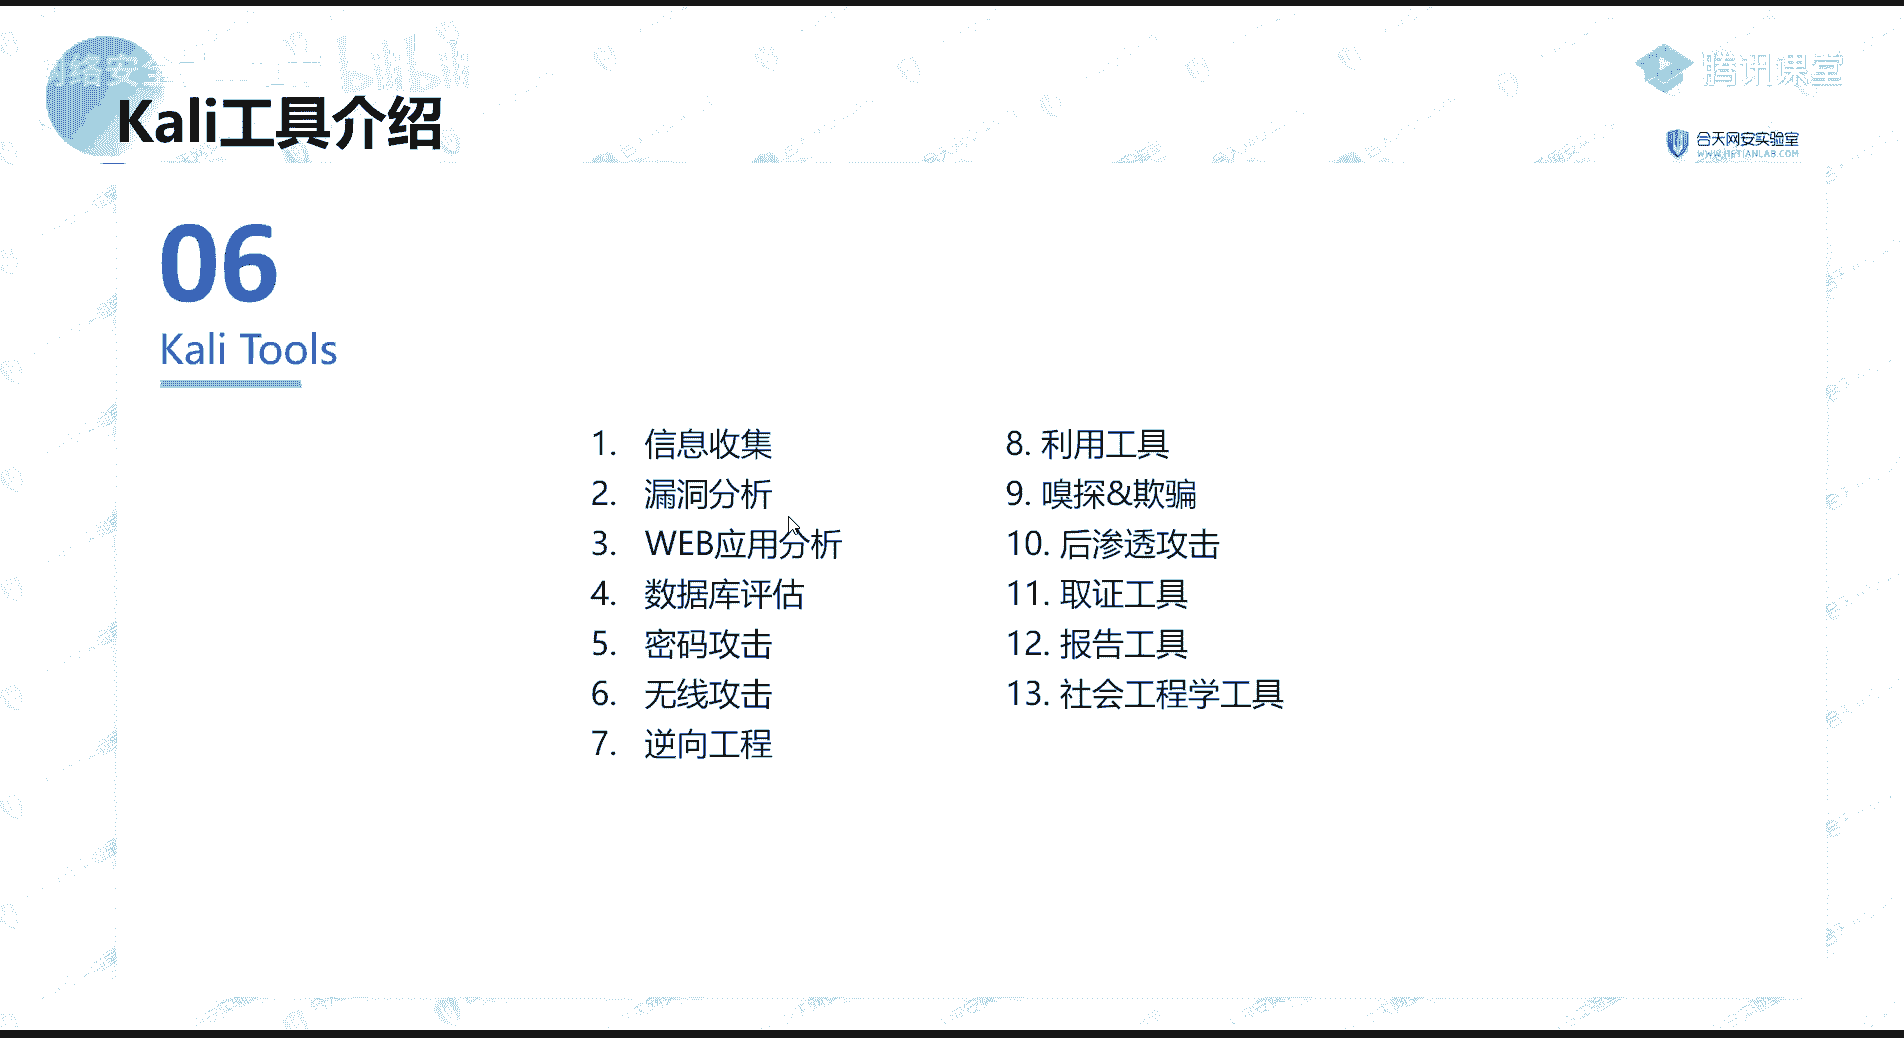 Kali工具介绍
腾讯课堂
合天网安实验室
WWW.HETIANLAB.COM
bilibili
06
Kali Tools
1. 信息收集
2. 漏洞分析
3. WEB应用分析
4. 数据库评估
5. 密码攻击
6. 无线攻击
7. 逆向工程
8. 利用工具
9. 嗅探&欺骗
10. 后渗透攻击
11. 取证工具
12. 报告工具
13. 社会工程学工具